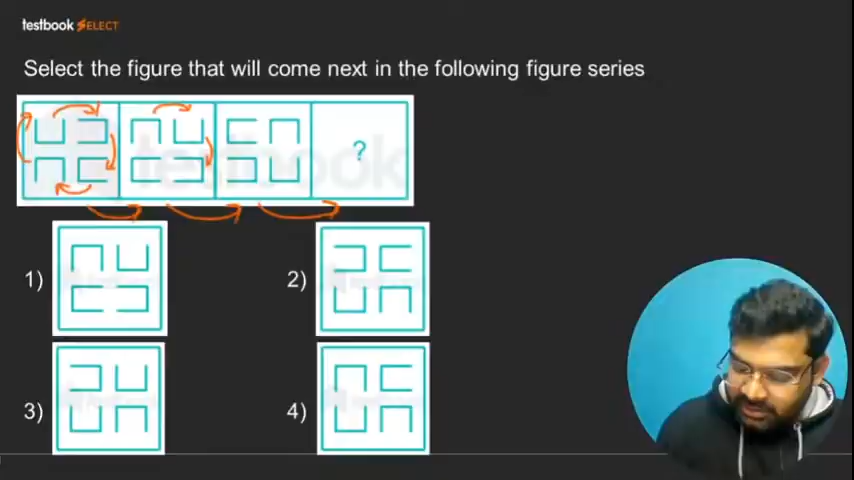 testbook SELECT
Select the figure that will come next in the following figure series
?
1)
2)
3)
4)